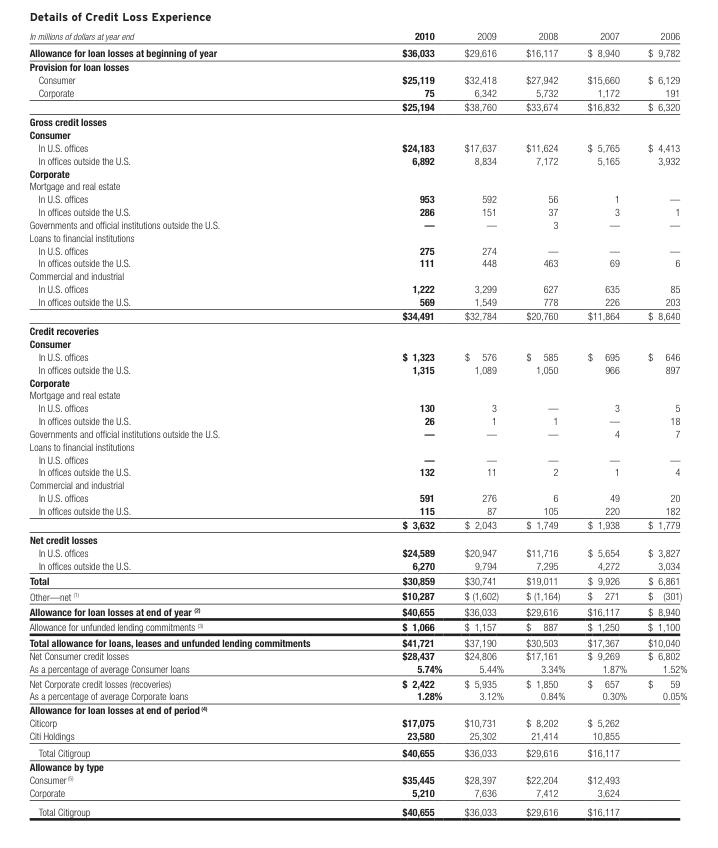 Details of Credit Loss Experience
In millions of dollars at year end 2010 2009 2008 2007 2006
Allowance for loan losses at beginning of year $36,033 $29,616 $16,117 $ 8,940 $ 9,782
Provision for loan losses
Consumer $25,119 $32,418 $27,942 $15,660 $ 6,129
Corporate 75 6,342 5,732 1,172 191
$25,194 $38,760 $33,674 $16,832 $ 6,320
Gross credit losses
Consumer
In U.S. offices $24,183 $17,637 $11,624 $ 5,765 $ 4,413
In offices outside the U.S. 6,892 8,834 7,172 5,165 3,932
Corporate
Mortgage and real estate
In U.S. offices 953 592 56 1 —
In offices outside the U.S. 286 151 37 3 1
Governments and official institutions outside the U.S. — — 3 — —
Loans to financial institutions
In U.S. offices 275 274 — — —
In offices outside the U.S. 111 448 463 69 6
Commercial and industrial
In U.S. offices 1,222 3,299 627 635 85
In offices outside the U.S. 569 1,549 778 226 203
$34,491 $32,784 $20,760 $11,864 $ 8,640
Credit recoveries
Consumer
In U.S. offices $ 1,323 $ 576 $ 585 $ 695 $ 646
In offices outside the U.S. 1,315 1,089 1,050 966 897
Corporate
Mortgage and real estate
In U.S. offices 130 3 — 3 5
In offices outside the U.S. 26 1 1 — 18
Governments and official institutions outside the U.S. — — — 4 7
Loans to financial institutions
In U.S. offices — — — — —
In offices outside the U.S. 132 11 2 1 4
Commercial and industrial
In U.S. offices 591 276 6 49 20
In offices outside the U.S. 115 87 105 220 182
$ 3,632 $ 2,043 $ 1,749 $ 1,938 $ 1,779
Net credit losses
In U.S. offices $24,589 $20,947 $11,716 $ 5,654 $ 3,827
In offices outside the U.S. 6,270 9,794 7,295 4,272 3,034
Total $30,859 $30,741 $19,011 $ 9,926 $ 6,861
Other—net (1) $10,287 $ (1,602) $ (1,164) $ 271 $ (301)
Allowance for loan losses at end of year (2) $40,655 $36,033 $29,616 $16,117 $ 8,940
Allowance for unfunded lending commitments (3) $ 1,066 $ 1,157 $ 887 $ 1,250 $ 1,100
Total allowance for loans, leases and unfunded lending commitments $41,721 $37,190 $30,503 $17,367 $10,040
Net Consumer credit losses $28,437 $24,806 $17,161 $ 9,269 $ 6,802
As a percentage of average Consumer loans 5.74% 5.44% 3.34% 1.87% 1.52%
Net Corporate credit losses (recoveries) $ 2,422 $ 5,935 $ 1,850 $ 657 $ 59
As a percentage of average Corporate loans 1.28% 3.12% 0.84% 0.30% 0.05%
Allowance for loan losses at end of period (4)
Citicorp $17,075 $10,731 $ 8,202 $ 5,262
Citi Holdings 23,580 25,302 21,414 10,855
Total Citigroup $40,655 $36,033 $29,616 $16,117
Allowance by type
Consumer (5) $35,445 $28,397 $22,204 $12,493
Corporate 5,210 7,636 7,412 3,624
Total Citigroup $40,655 $36,033 $29,616 $16,117